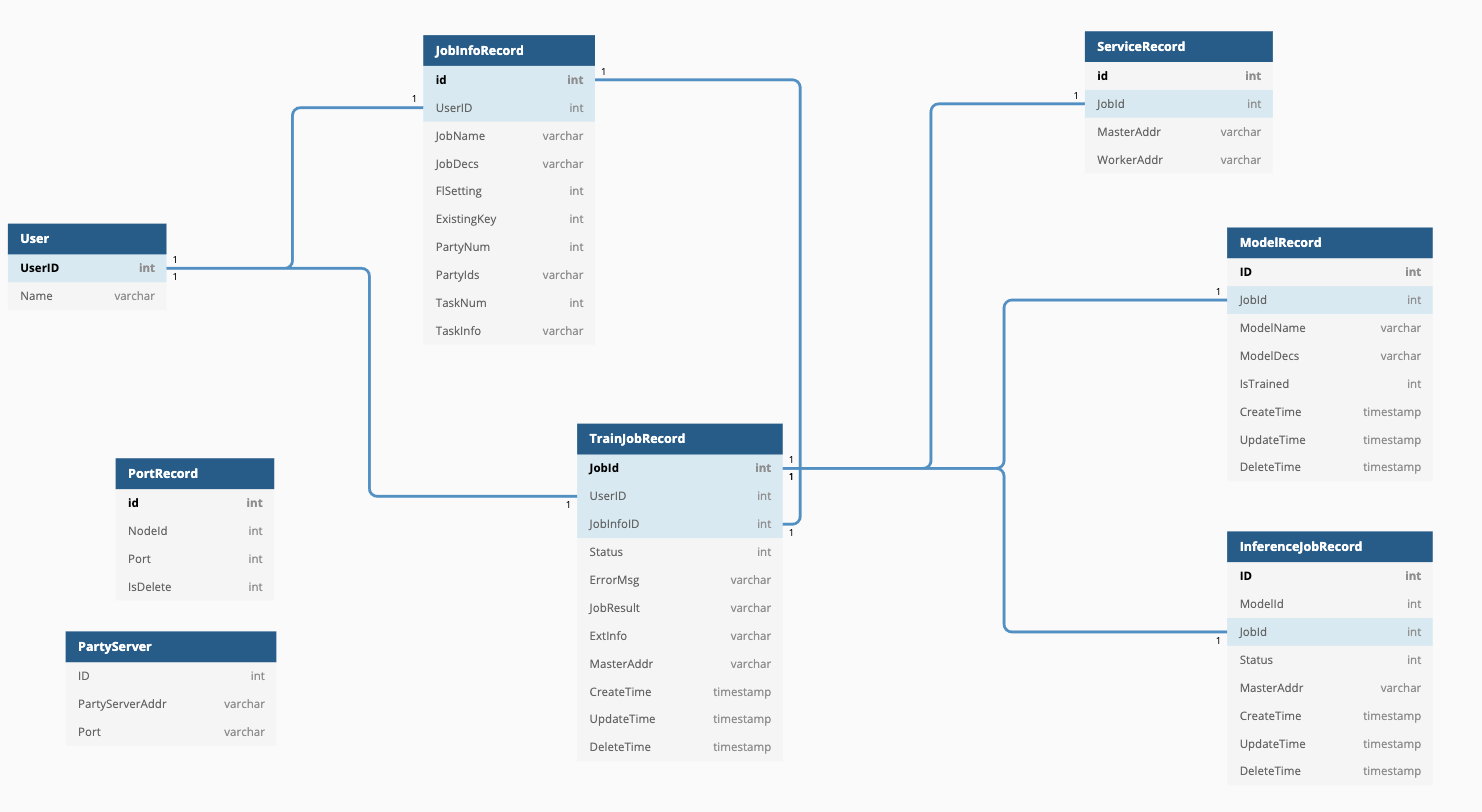 JobInfoRecord
id int
UserID int
JobName varchar
JobDecs varchar
FlSetting int
ExistingKey int
PartyNum int
PartyIds varchar
TaskNum int
TaskInfo varchar
1
1
ServiceRecord
id int
JobId int
MasterAddr varchar
WorkerAddr varchar
1
User
UserID int
Name varchar
1
1
ModelRecord
ID int
JobId int
ModelName varchar
ModelDecs varchar
IsTrained int
CreateTime timestamp
UpdateTime timestamp
DeleteTime timestamp
1
TrainJobRecord
JobId int
UserID int
JobInfoID int
Status int
ErrorMsg varchar
JobResult varchar
ExtInfo varchar
MasterAddr varchar
CreateTime timestamp
UpdateTime timestamp
DeleteTime timestamp
1
1
1
1
PortRecord
id int
NodeId int
Port int
IsDelete int
InferenceJobRecord
ID int
ModelId int
JobId int
Status int
MasterAddr varchar
CreateTime timestamp
UpdateTime timestamp
DeleteTime timestamp
1
PartyServer
ID int
PartyServerAddr varchar
Port varchar